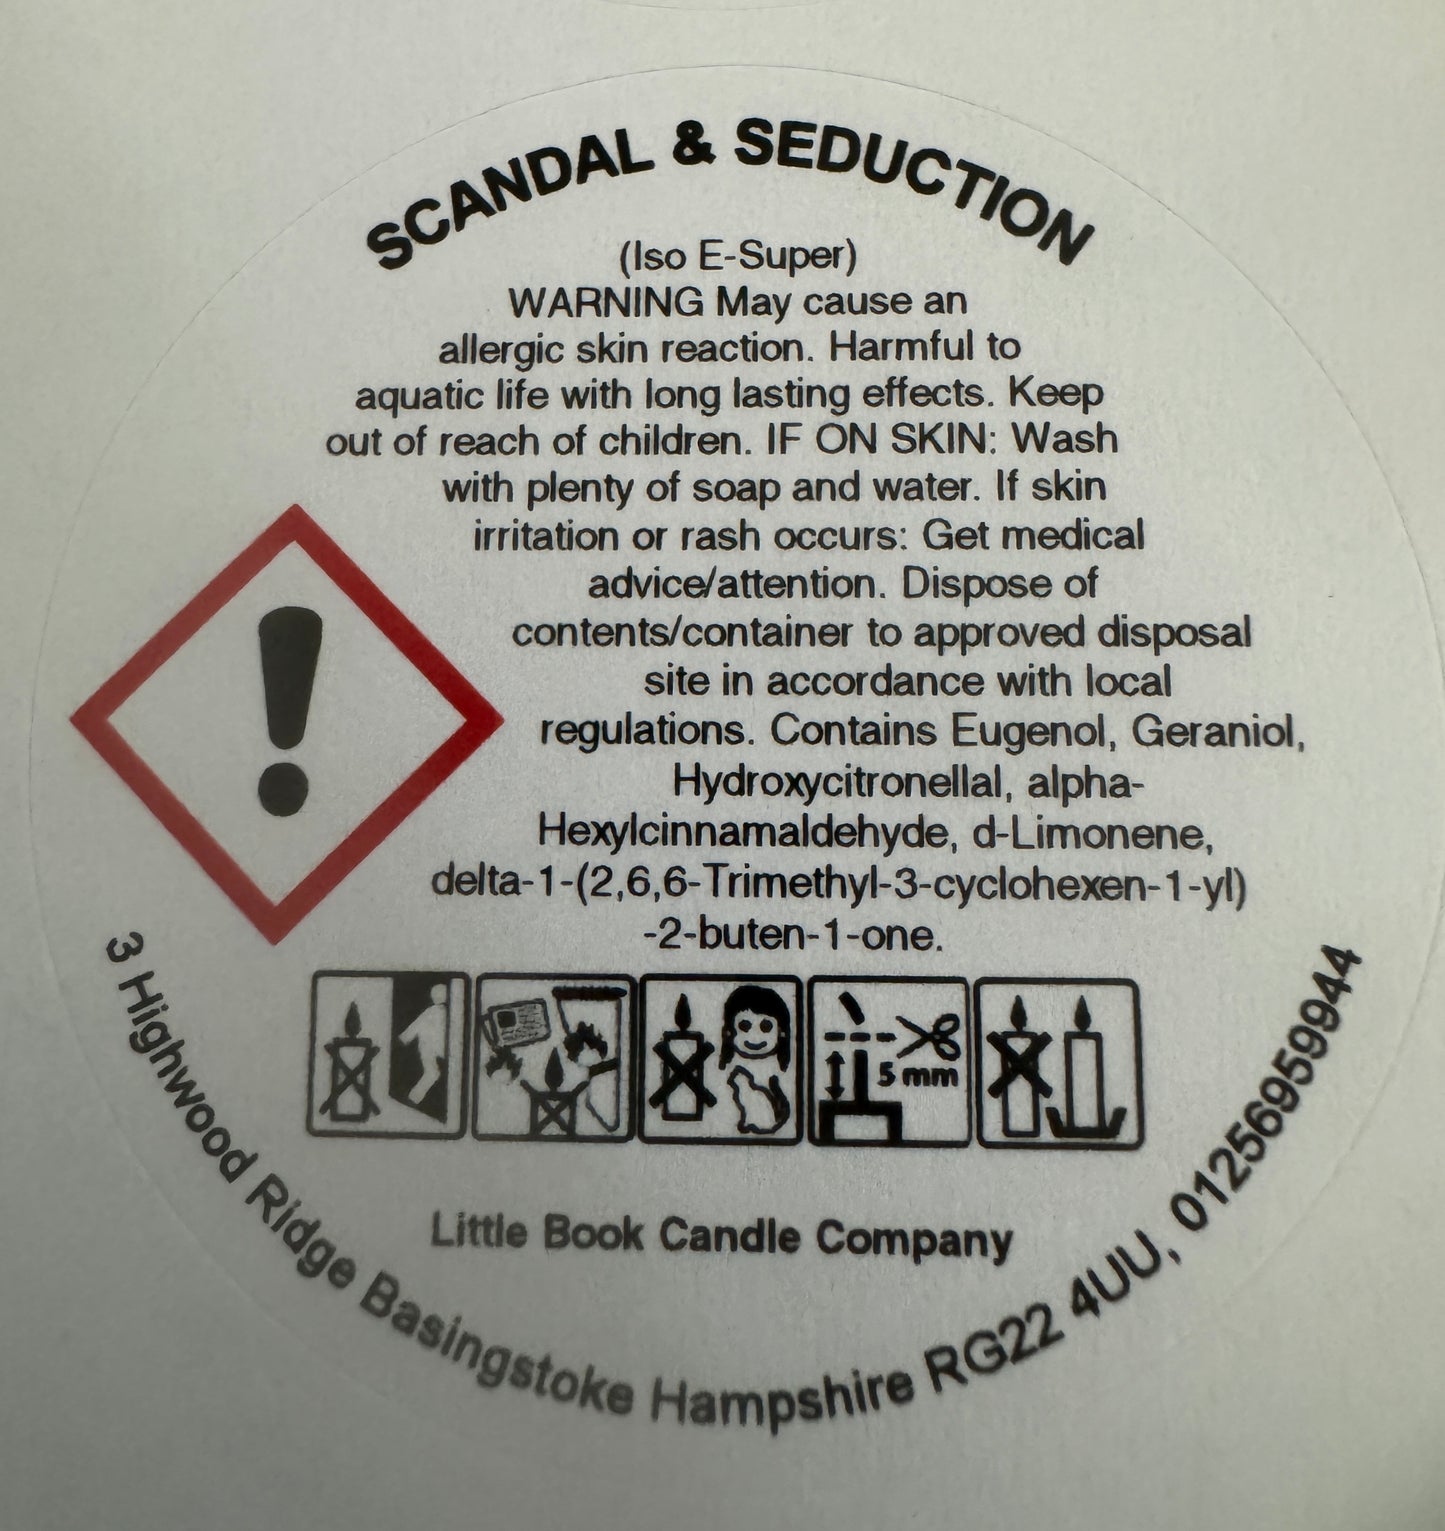 SCANDAL & SEDUCTION
(Iso E-Super)
WARNING May cause an
allergic skin reaction. Harmful to
aquatic life with long lasting effects. Keep
out of reach of children. IF ON SKIN: Wash
with plenty of soap and water. If skin
irritation or rash occurs: Get medical
advice/attention. Dispose of
contents/container to approved disposal
site in accordance with local
regulations. Contains Eugenol, Geraniol,
Hydroxycitronellal, alpha-
Hexylcinnamaldehyde, d-Limonene,
delta-1-(2,6,6-Trimethyl-3-cyclohexen-1-yl)
-2-buten-1-one.
5 mm
Little Book Candle Company
3 Highwood Ridge Basingstoke Hampshire RG22 4UU, 01256959944